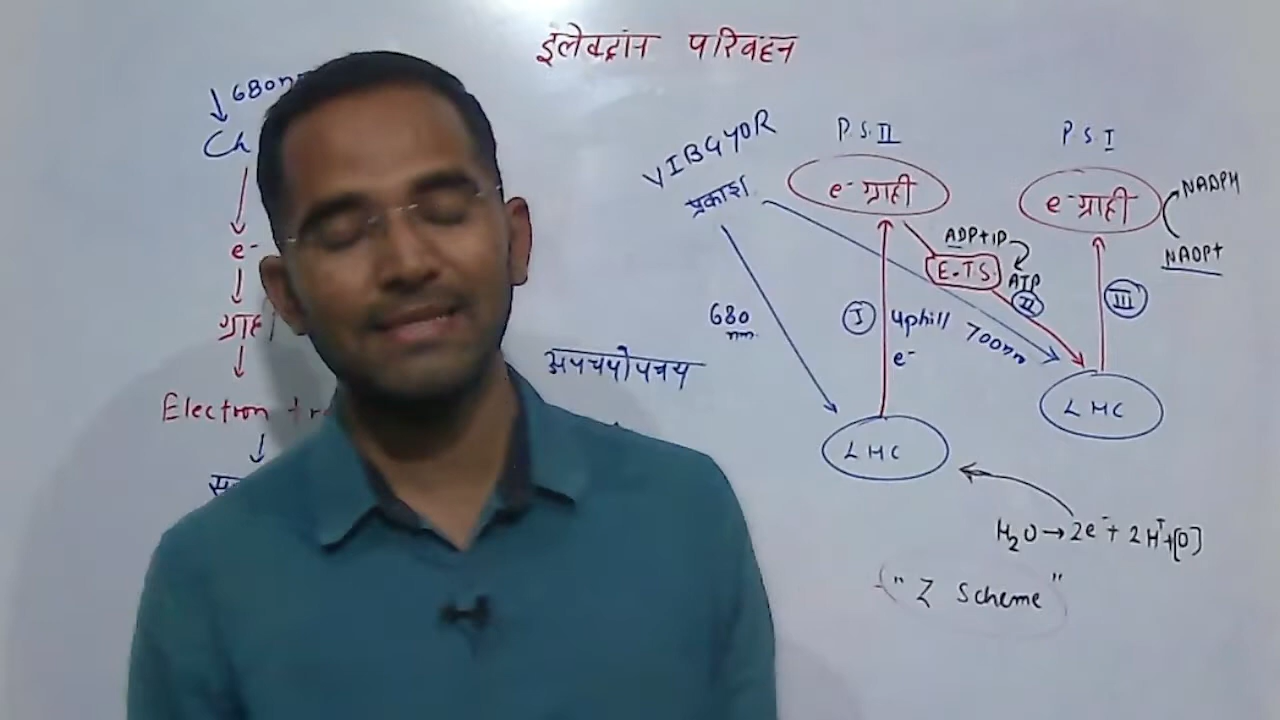 इलेक्ट्रॉन परिवहन
↓ 680n
Ch
↓
e⁻
↓
ग्राही
↓
Electron
↓
अपचयोपचय
VIBGYOR
प्रकाश
680
nm.
700nm
P.S.II
e⁻ ग्राही
ADP+iP
E.T.S
ATP
I
uphill
e⁻
II
LHC
P.S.I
e⁻ ग्राही
NADPH
NADP+
III
LHC
H₂O → 2e⁻ + 2H⁺+[O]
"Z Scheme"